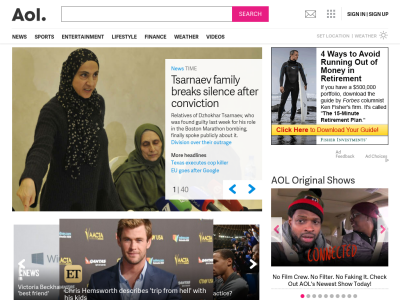 Aol.
SEARCH
SIGN IN | SIGN UP
NEWS SPORTS ENTERTAINMENT LIFESTYLE FINANCE WEATHER VIDEOS
SET LOCATION | WEATHER
News TIME
Tsarnaev family
breaks silence after
conviction
Relatives of Dzhokhar Tsarnaev, who
was found guilty last week for his role
in the Boston Marathon bombing,
finally spoke publicly about it.
Division over their outrage
More headlines
Texas executes cop killer
EU goes after Google
1 | 40
4 Ways to Avoid
Running Out of
Money in
Retirement
If you have a $500,000
portfolio, download the
guide by Forbes columnist
Ken Fisher's firm. It's called
"The 15-Minute
Retirement Plan."
Click Here to Download Your Guide!
FISHER INVESTMENTS
Ad
Feedback
Ad Choices
AOL Original Shows
CONNECTED
No Film Crew. No Filter. No Faking It. Check
Out AOL's Newest Show Today!
NEWS
Victoria Beckham
'best friend'
ET
AACTA
Chris Hemsworth describes 'trip from hell' with
his kids
actice?